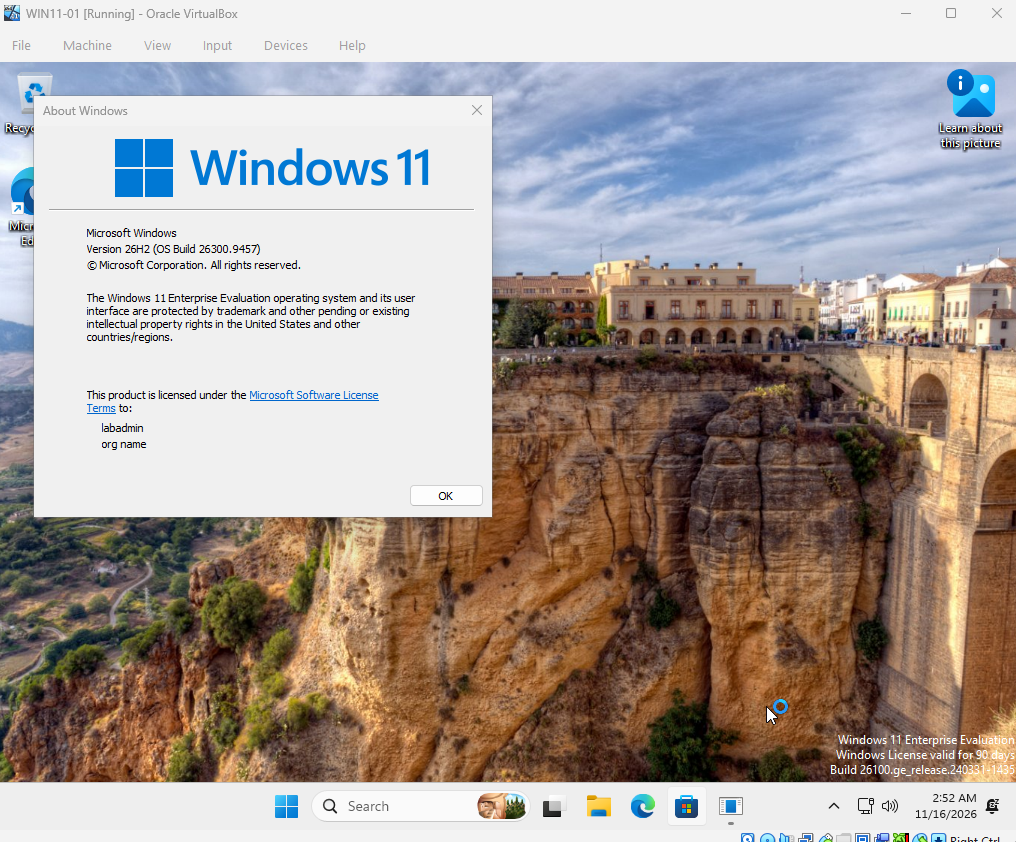 WIN11-01 [Running] - Oracle VirtualBox
File Machine View Input Devices Help
About Windows
Windows 11
Microsoft Windows
Version 26H2 (OS Build 26300.9457)
© Microsoft Corporation. All rights reserved.
The Windows 11 Enterprise Evaluation operating system and its user
interface are protected by trademark and other pending or existing
intellectual property rights in the United States and other
countries/regions.
This product is licensed under the Microsoft Software License
Terms to:
labadmin
org name
OK
Learn about
this picture
Windows 11 Enterprise Evaluation
Windows License valid for 90 days
Build 26100.ge_release.240331-1435
Search
2:52 AM
11/16/2026
Right Ctrl